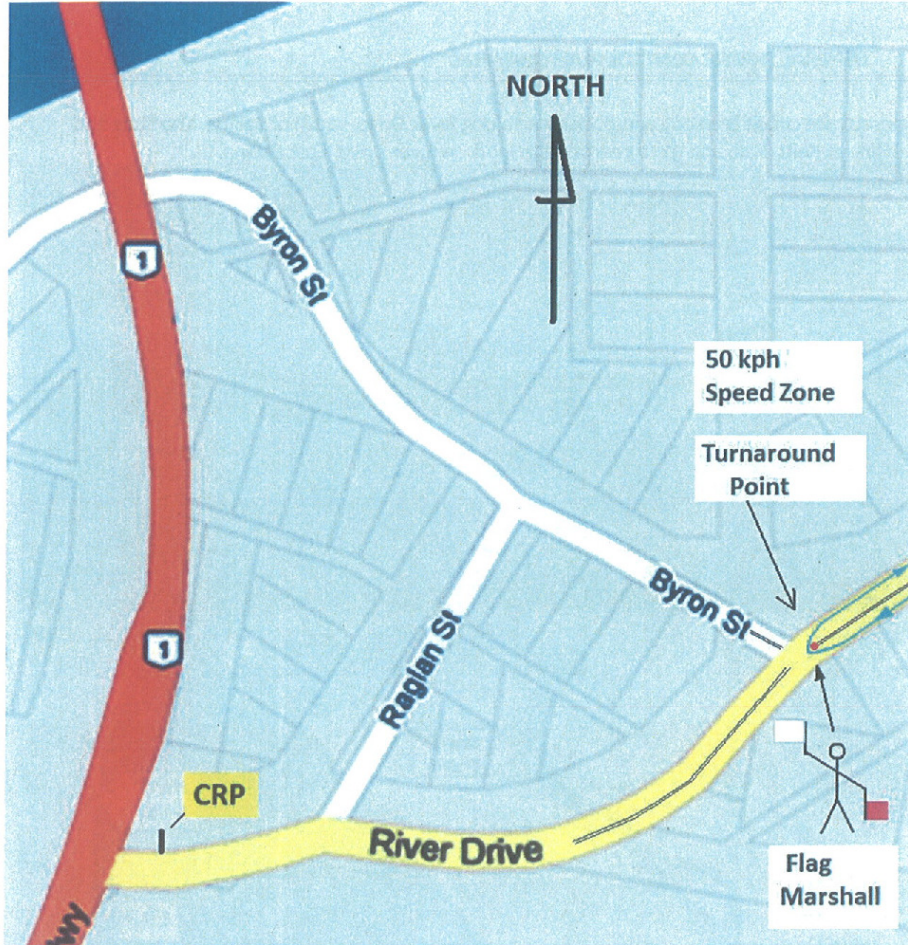 NORTH
1
Byron St
50 kph
Speed Zone
Turnaround
Point
Byron St
1
Raglan St
CRP
River Drive
Flag
Marshall
wy